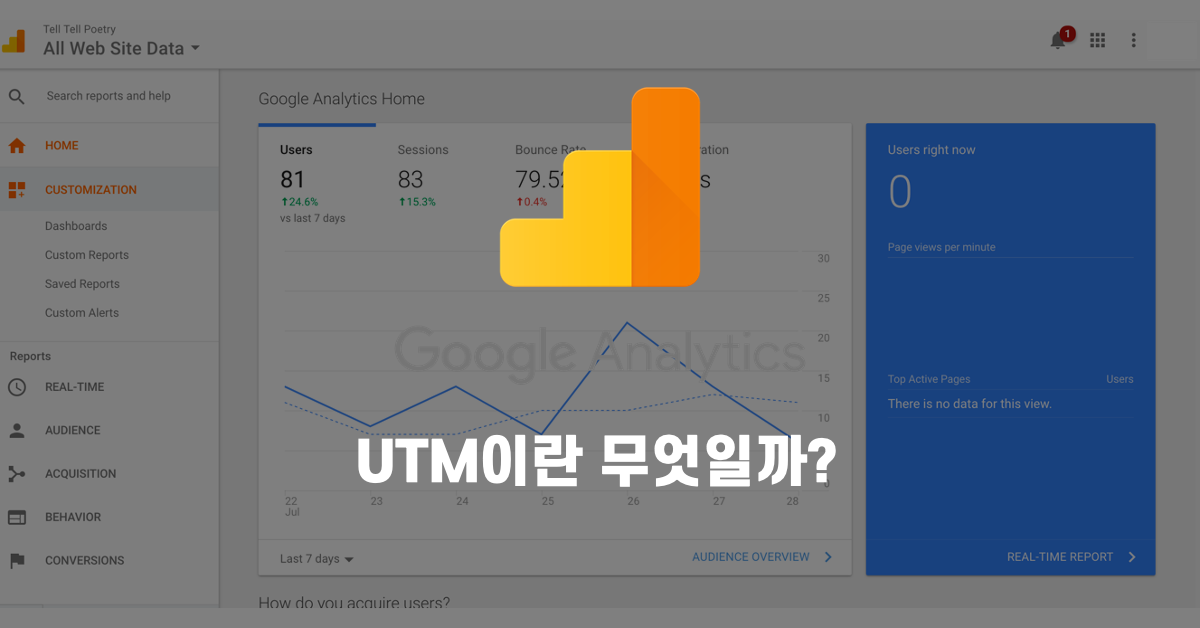 Tell Tell Poetry
All Web Site Data
1
Search reports and help
HOME
CUSTOMIZATION
Dashboards
Custom Reports
Saved Reports
Custom Alerts
Reports
REAL-TIME
AUDIENCE
ACQUISITION
BEHAVIOR
CONVERSIONS
Google Analytics Home
Users
81
24.6%
vs last 7 days
Sessions
83
15.3%
Bounce Rate
79.5
0.4%
30
25
20
15
10
0
Google Analytics
UTM이란 무엇일까?
22 23 24 25 26 27 28
Jul
Last 7 days
AUDIENCE OVERVIEW
Users right now
0
Page views per minute
Top Active Pages Users
There is no data for this view.
REAL-TIME REPORT
How do you acquire users?